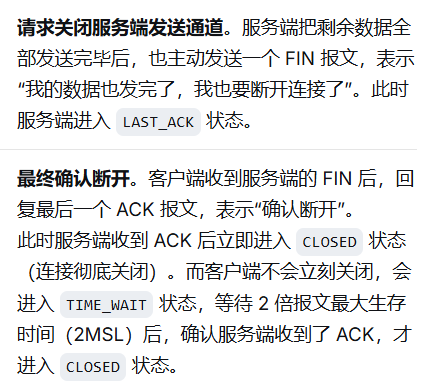 请求关闭服务端发送通道。服务端把剩余数据全
部发送完毕后，也主动发送一个 FIN 报文，表示
“我的数据也发完了，我也要断开连接了”。此时
服务端进入 LAST_ACK 状态。
最终确认断开。客户端收到服务端的 FIN 后，回
复最后一个 ACK 报文，表示“确认断开”。
此时服务端收到 ACK 后立即进入 CLOSED 状态
（连接彻底关闭）。而客户端不会立刻关闭，会
进入 TIME_WAIT 状态，等待 2 倍报文最大生存
时间（2MSL）后，确认服务端收到了 ACK，才
进入 CLOSED 状态。